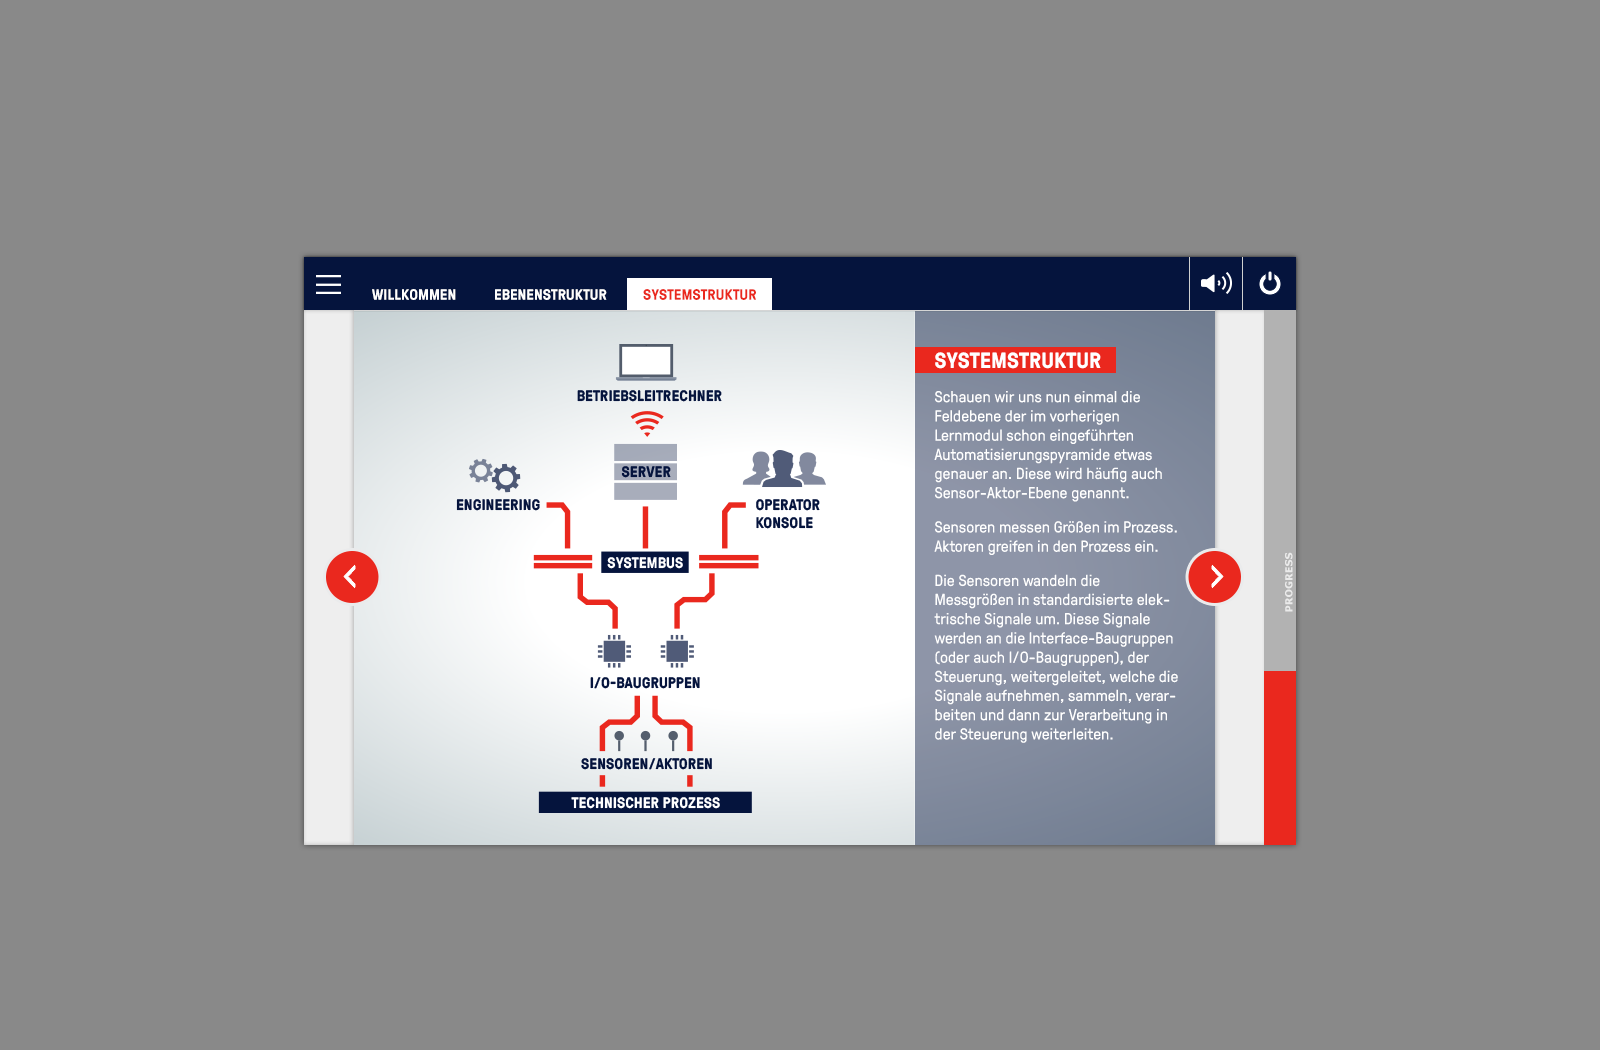 WILLKOMMEN
EBENENSTRUKTUR
SYSTEMSTRUKTUR
BETRIEBSLEITRECHNER
SERVER
ENGINEERING
OPERATOR
KONSOLE
SYSTEMBUS
I/O-BAUGRUPPEN
SENSOREN/AKTOREN
TECHNISCHER PROZESS
SYSTEMSTRUKTUR
Schauen wir uns nun einmal die
Feldebene der im vorherigen
Lernmodul schon eingeführten
Automatisierungspyramide etwas
genauer an. Diese wird häufig auch
Sensor-Aktor-Ebene genannt.
Sensoren messen Größen im Prozess.
Aktoren greifen in den Prozess ein.
Die Sensoren wandeln die
Messgrößen in standardisierte elek-
trische Signale um. Diese Signale
werden an die Interface-Baugruppen
(oder auch I/O-Baugruppen), der
Steuerung, weitergeleitet, welche die
Signale aufnehmen, sammeln, verar-
beiten und dann zur Verarbeitung in
der Steuerung weiterleiten.
PROGRESS